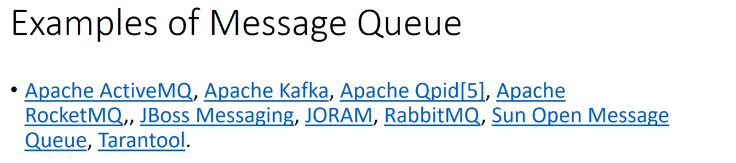 Examples of Message Queue
• Apache ActiveMQ, Apache Kafka, Apache Qpid[5], Apache
RocketMQ,, JBoss Messaging, JORAM, RabbitMQ, Sun Open Message
Queue, Tarantool.